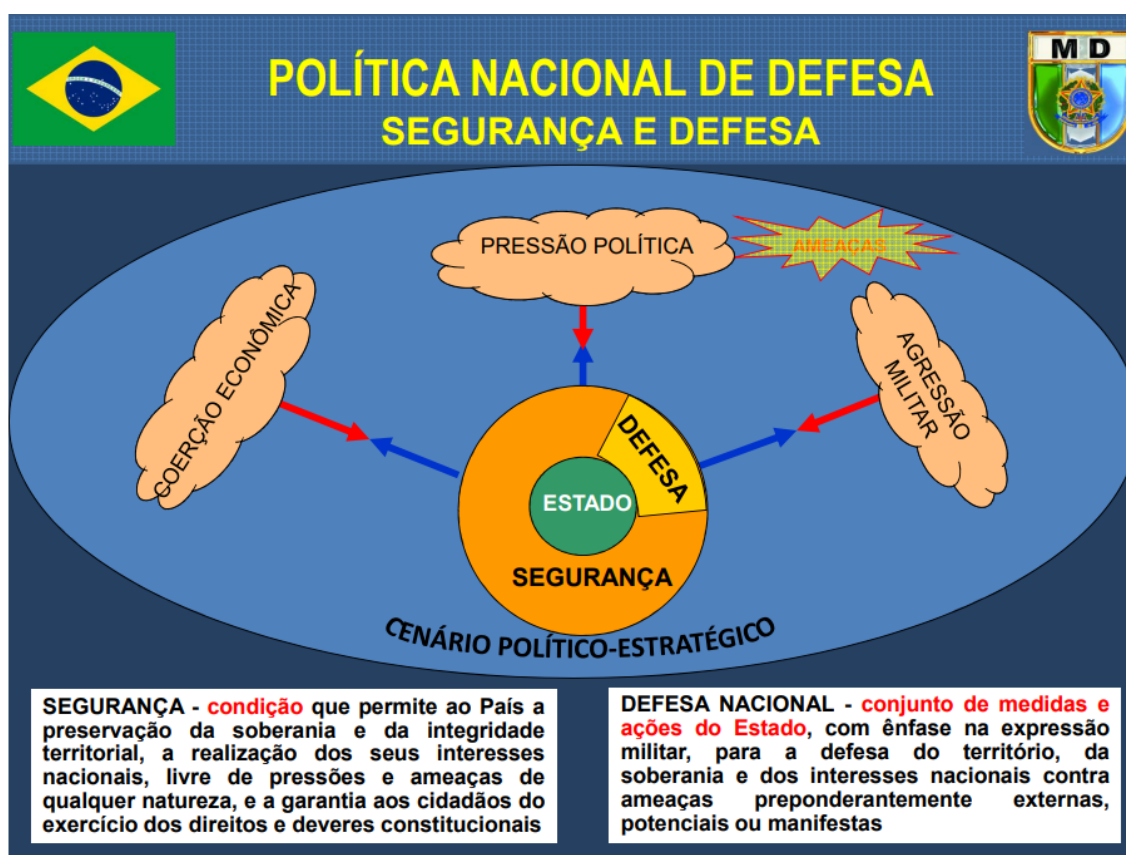 POLÍTICA NACIONAL DE DEFESA
SEGURANÇA E DEFESA
M D
PRESSÃO POLÍTICA
AMEAÇAS
COERÇÃO ECONÔMICA
AGRESSÃO
MILITAR
DEFESA
ESTADO
SEGURANÇA
CENÁRIO POLÍTICO-ESTRATÉGICO
SEGURANÇA - condição que permite ao País a
preservação da soberania e da integridade
territorial, a realização dos seus interesses
nacionais, livre de pressões e ameaças de
qualquer natureza, e a garantia aos cidadãos do
exercício dos direitos e deveres constitucionais
DEFESA NACIONAL - conjunto de medidas e
ações do Estado, com ênfase na expressão
militar, para a defesa do território, da
soberania e dos interesses nacionais contra
ameaças preponderantemente externas,
potenciais ou manifestas